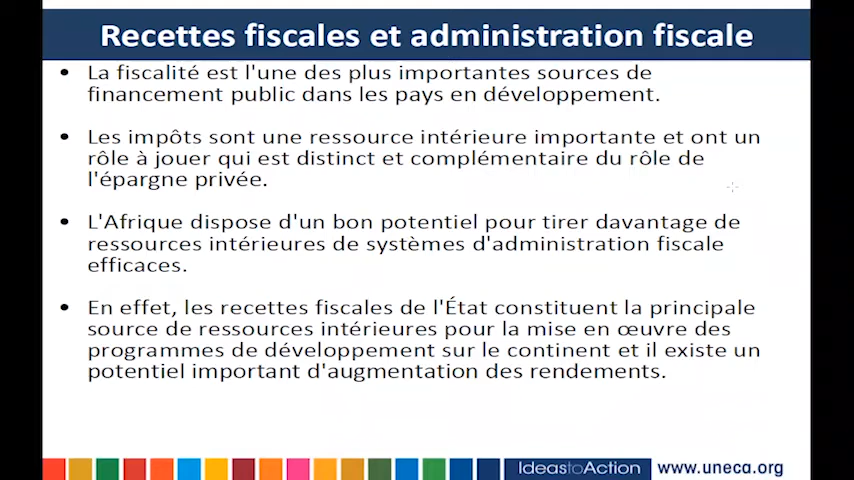 Recettes fiscales et administration fiscale
• La fiscalité est l'une des plus importantes sources de
financement public dans les pays en développement.
• Les impôts sont une ressource intérieure importante et ont un
rôle à jouer qui est distinct et complémentaire du rôle de
l'épargne privée.
• L'Afrique dispose d'un bon potentiel pour tirer davantage de
ressources intérieures de systèmes d'administration fiscale
efficaces.
• En effet, les recettes fiscales de l'État constituent la principale
source de ressources intérieures pour la mise en œuvre des
programmes de développement sur le continent et il existe un
potentiel important d'augmentation des rendements.
IdeastoAction www.uneca.org